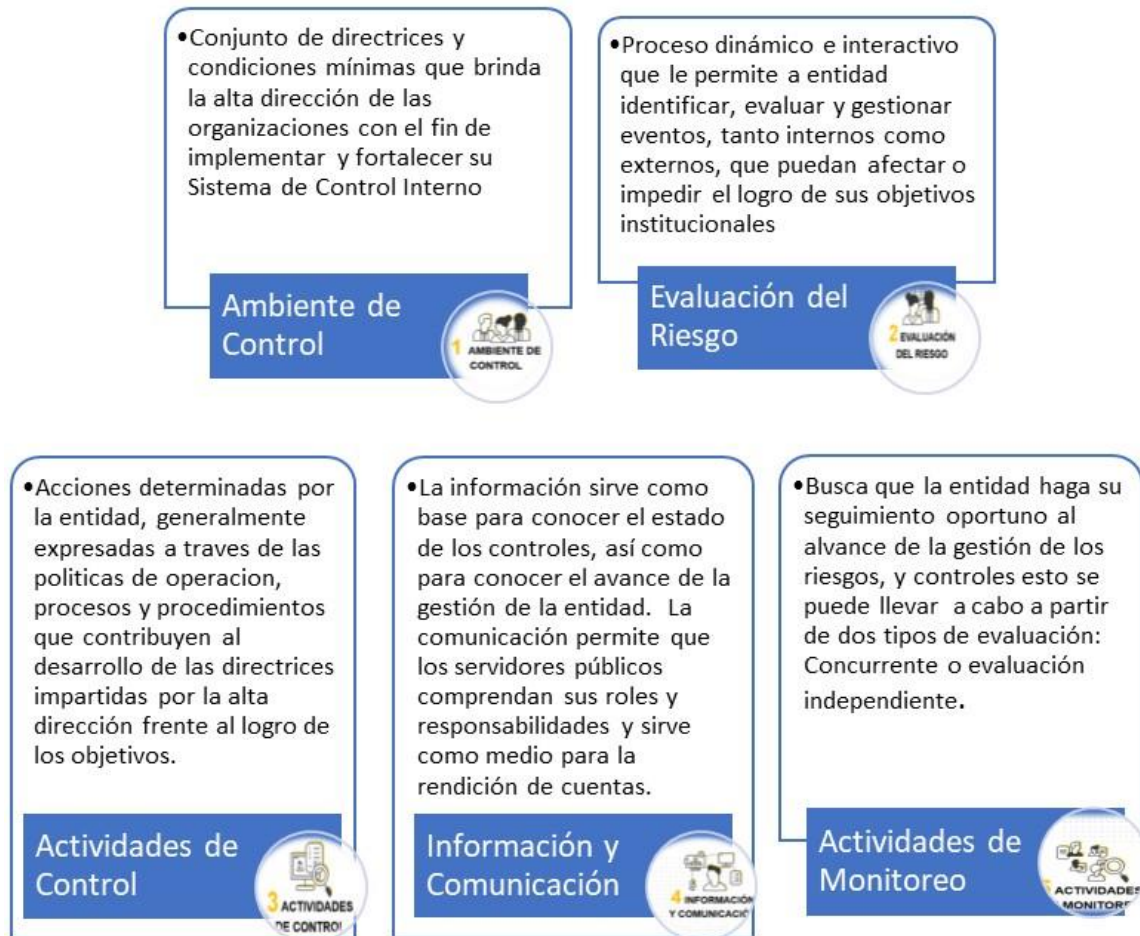 •Conjunto de directrices y
condiciones mínimas que brinda
la alta dirección de las
organizaciones con el fin de
implementar y fortalecer su
Sistema de Control Interno
Ambiente de
Control
1 AMBIENTE DE
CONTROL
•Proceso dinámico e interactivo
que le permite a entidad
identificar, evaluar y gestionar
eventos, tanto internos como
externos, que puedan afectar o
impedir el logro de sus objetivos
institucionales
Evaluación del
Riesgo
2 EVALUACIÓN
DEL RIESGO
•Acciones determinadas por
la entidad, generalmente
expresadas a traves de las
politicas de operacion,
procesos y procedimientos
que contribuyen al
desarrollo de las directrices
impartidas por la alta
dirección frente al logro de
los objetivos.
Actividades de
Control
3 ACTIVIDADES
DE CONTROL
•La información sirve como
base para conocer el estado
de los controles, así como
para conocer el avance de la
gestión de la entidad. La
comunicación permite que
los servidores públicos
comprendan sus roles y
responsabilidades y sirve
como medio para la
rendición de cuentas.
Información y
Comunicación
4 INFORMACIÓN
Y COMUNICACIÓ
•Busca que la entidad haga su
seguimiento oportuno al
alvance de la gestión de los
riesgos, y controles esto se
puede llevar a cabo a partir
de dos tipos de evaluación:
Concurrente o evaluación
independiente.
Actividades de
Monitoreo
5 ACTIVIDADES
MONITORE